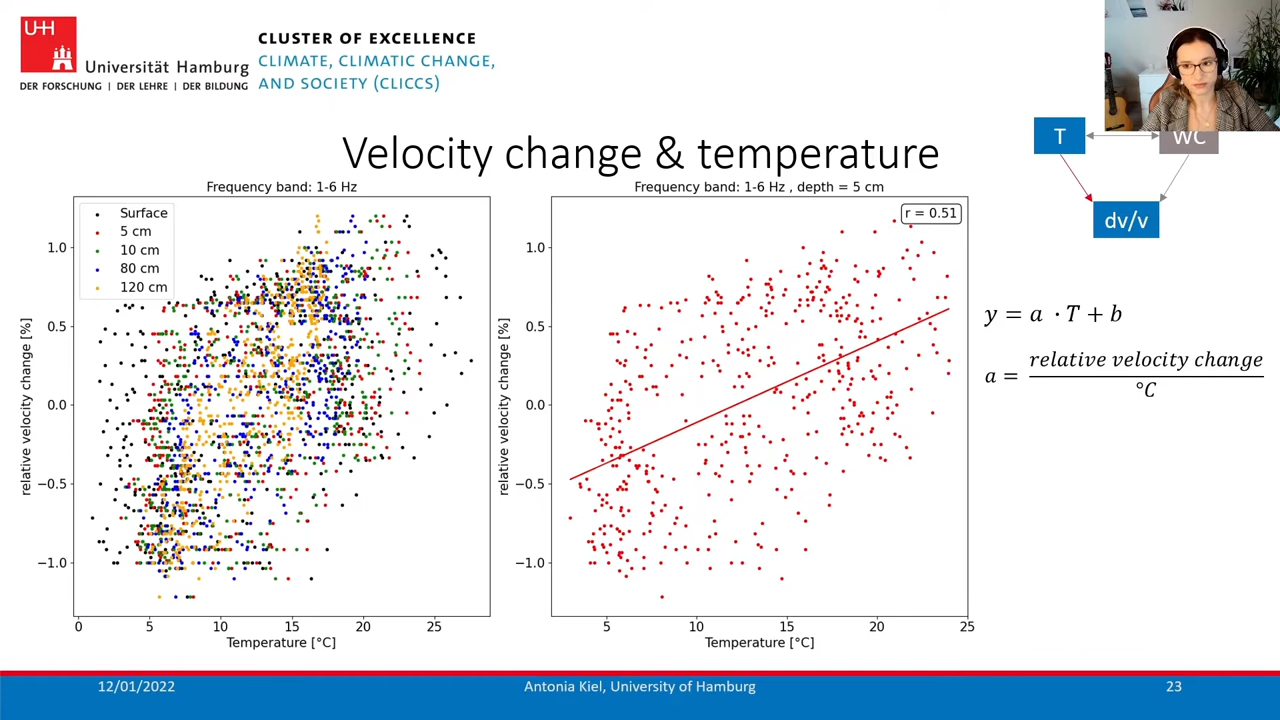 U-H
Universität Hamburg
DER FORSCHUNG | DER LEHRE | DER BILDUNG
CLUSTER OF EXCELLENCE
CLIMATE, CLIMATIC CHANGE,
AND SOCIETY (CLICCS)
Velocity change & temperature
T
WC
dv/v
Frequency band: 1-6 Hz
Surface
5 cm
10 cm
80 cm
120 cm
relative velocity change [%]
1.0
0.5
0.0
−0.5
−1.0
0 5 10 15 20 25
Temperature [°C]
Frequency band: 1-6 Hz , depth = 5 cm
r = 0.51
relative velocity change [%]
1.0
0.5
0.0
−0.5
−1.0
5 10 15 20 25
Temperature [°C]
y = a · T + b
a = relative velocity change
°C
12/01/2022
Antonia Kiel, University of Hamburg
23